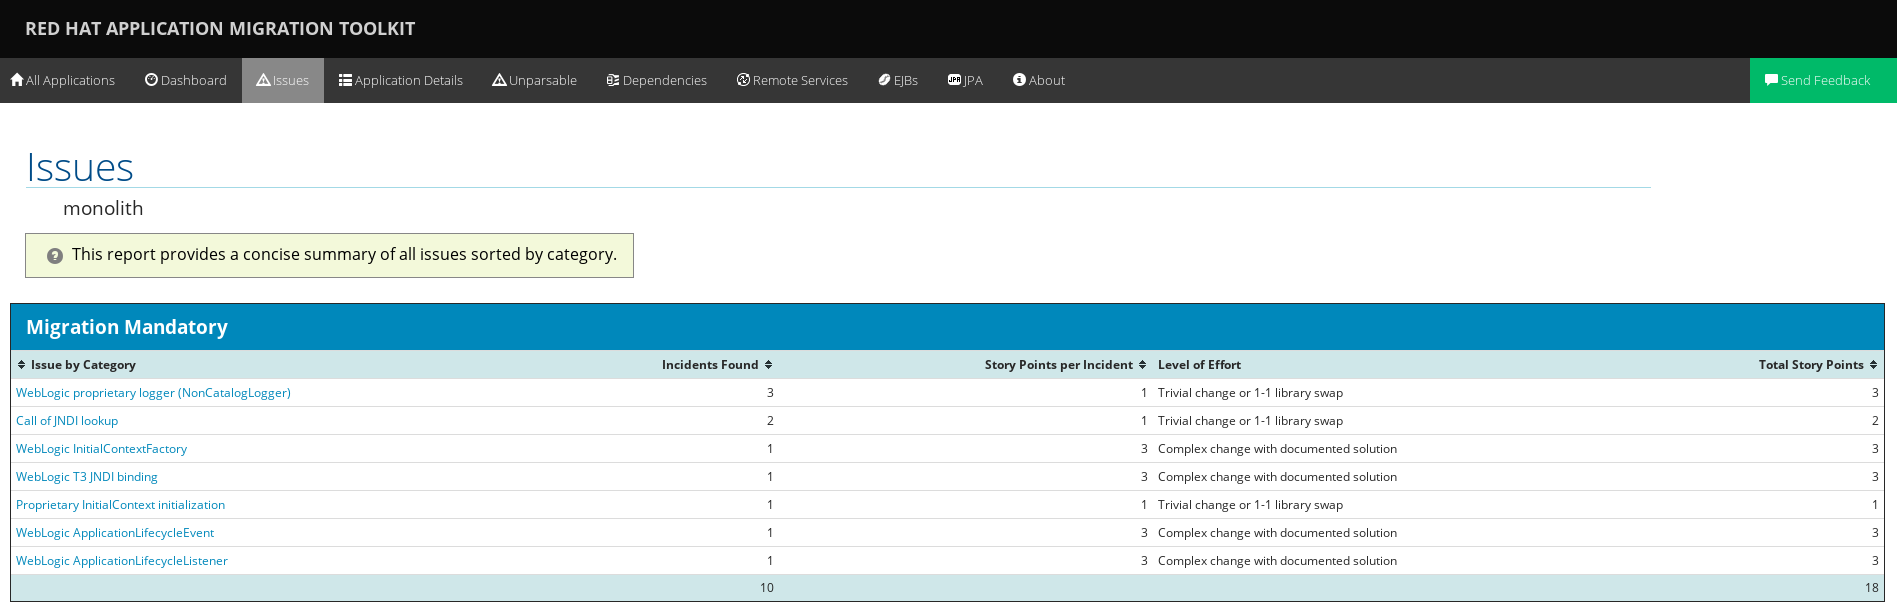 RED HAT APPLICATION MIGRATION TOOLKIT
All Applications Dashboard Issues Application Details Unparsable Dependencies Remote Services EJBs JPA About Send Feedback
Issues
monolith
This report provides a concise summary of all issues sorted by category.
Migration Mandatory
Issue by Category Incidents Found Story Points per Incident Level of Effort Total Story Points
WebLogic proprietary logger (NonCatalogLogger) 3 1 Trivial change or 1-1 library swap 3
Call of JNDI lookup 2 1 Trivial change or 1-1 library swap 2
WebLogic InitialContextFactory 1 3 Complex change with documented solution 3
WebLogic T3 JNDI binding 1 3 Complex change with documented solution 3
Proprietary InitialContext initialization 1 1 Trivial change or 1-1 library swap 1
WebLogic ApplicationLifecycleEvent 1 3 Complex change with documented solution 3
WebLogic ApplicationLifecycleListener 1 3 Complex change with documented solution 3
10 18